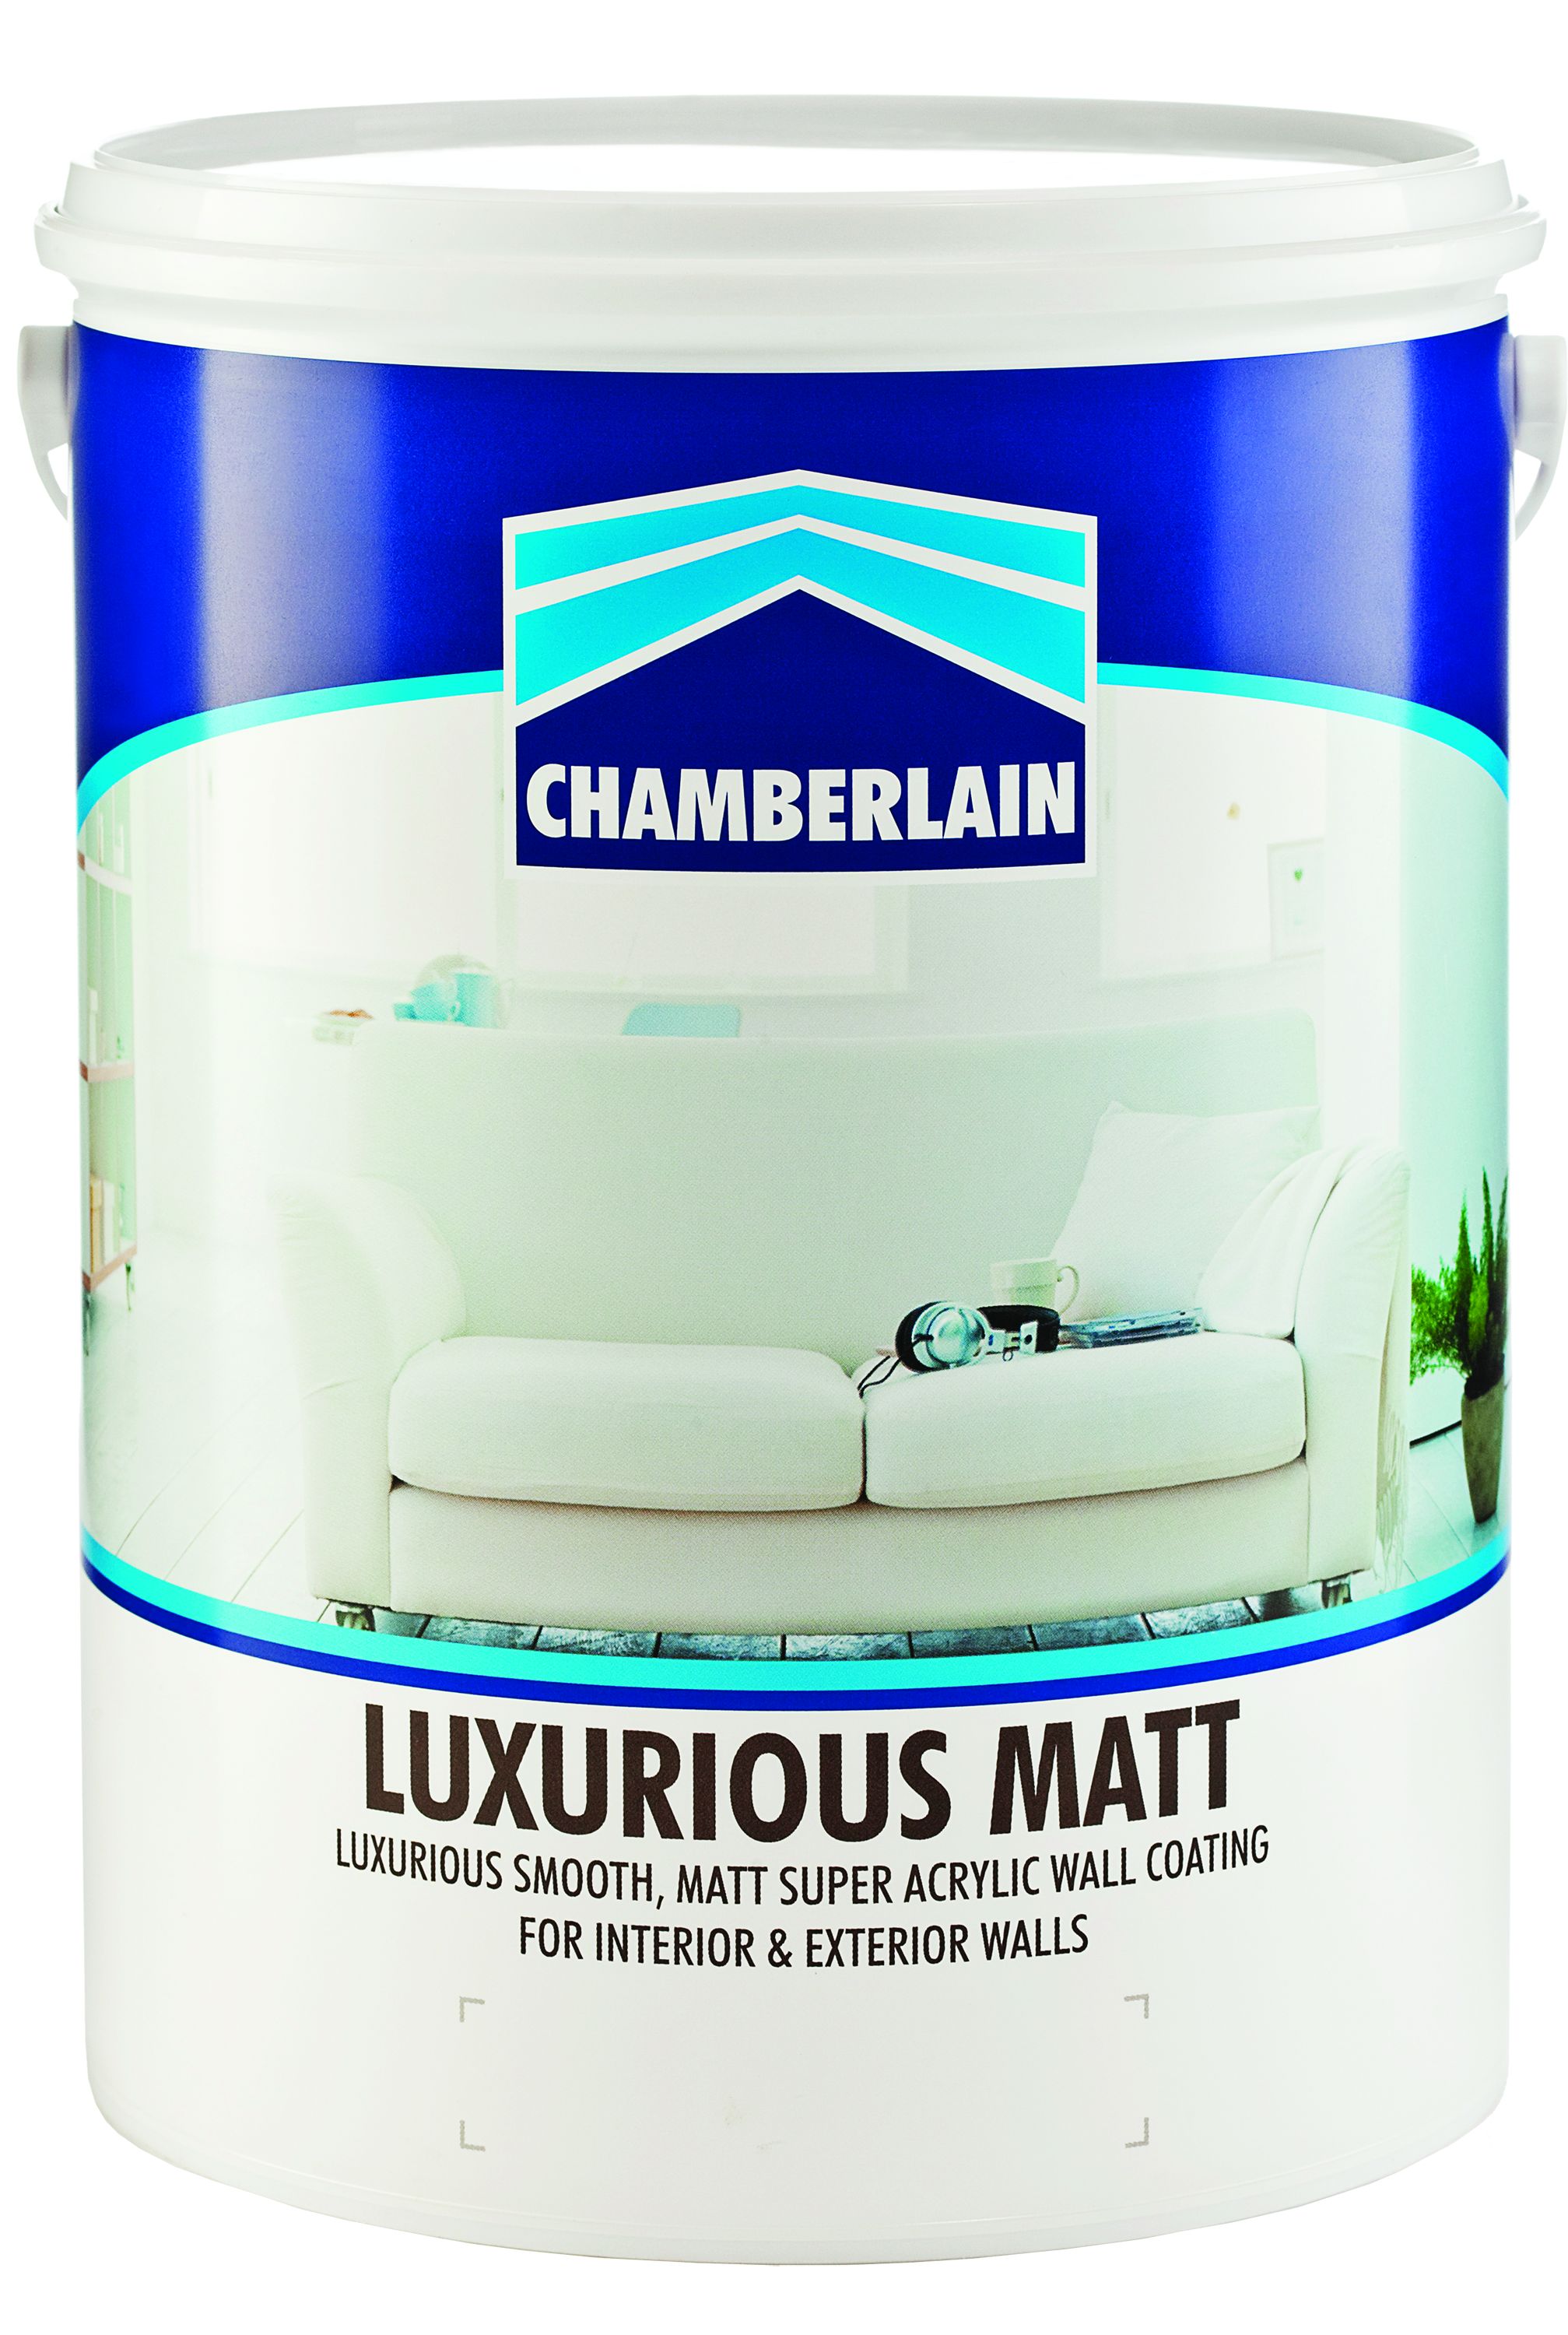 CHAMBERLAIN
LUXURIOUS MATT
LUXURIOUS SMOOTH, MATT SUPER ACRYLIC WALL COATING
FOR INTERIOR & EXTERIOR WALLS